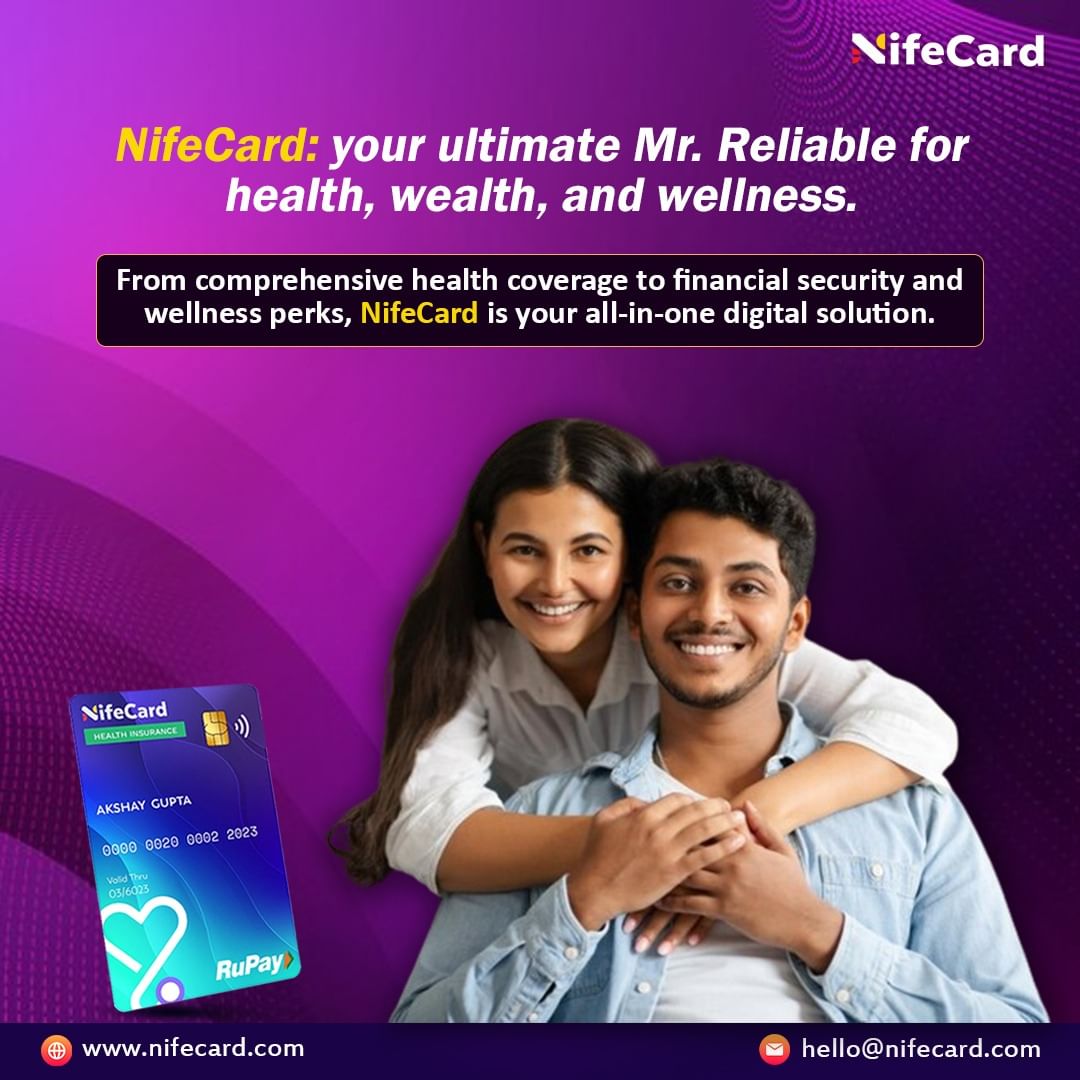 NifeCard
NifeCard: your ultimate Mr. Reliable for
health, wealth, and wellness.
From comprehensive health coverage to financial security and
wellness perks, NifeCard is your all-in-one digital solution.
NifeCard
HEALTH INSURANCE
AKSHAY GUPTA
0000 0020 0002 2023
Valid Thru
03/6023
RuPay
www.nifecard.com
hello@nifecard.com